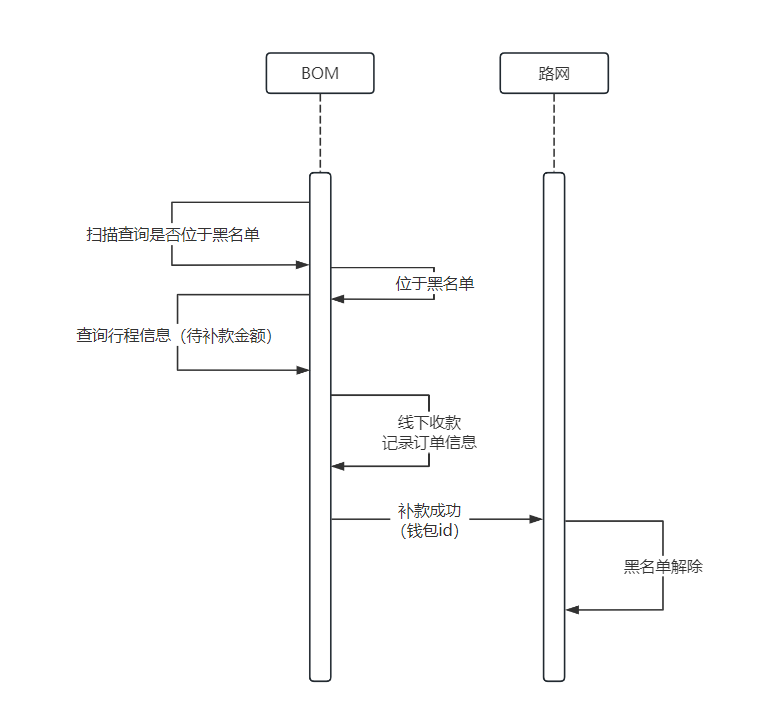 BOM
路网
扫描查询是否位于黑名单
位于黑名单
查询行程信息（待补款金额）
线下收款
记录订单信息
补款成功
（钱包id）
黑名单解除